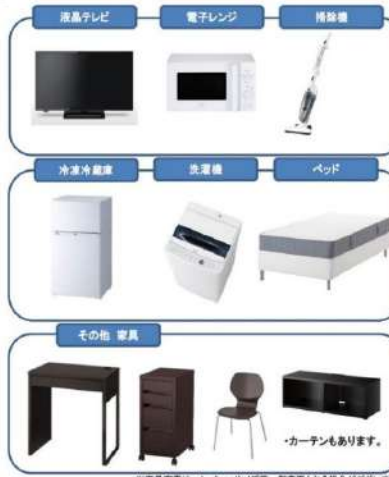 液晶テレビ
電子レンジ
掃除機
冷凍冷蔵庫
洗濯機
ベッド
その他 家具
・カーテンもあります。